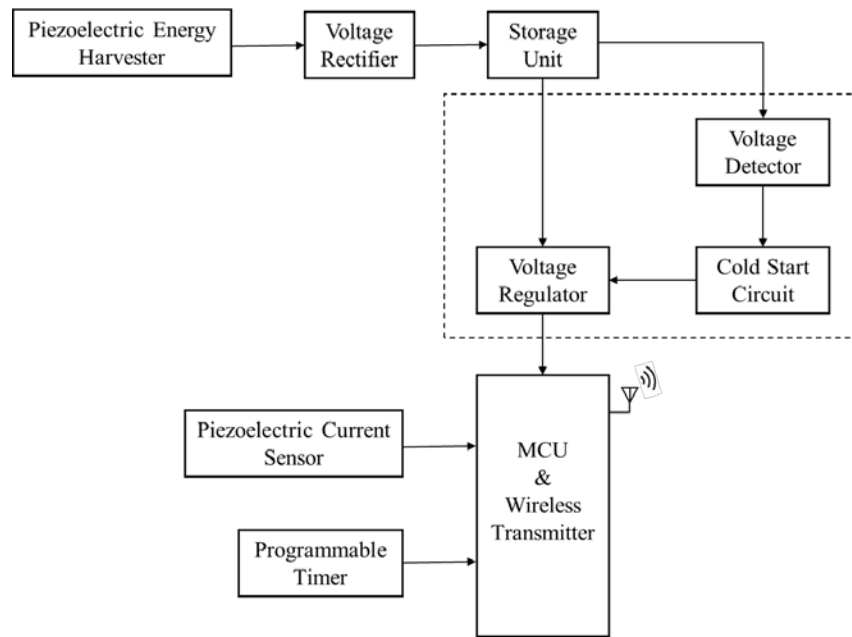 Piezoelectric Energy
Harvester
Voltage
Rectifier
Storage
Unit
Voltage
Detector
Voltage
Regulator
Cold Start
Circuit
Piezoelectric Current
Sensor
MCU
&
Wireless
Transmitter
Programmable
Timer